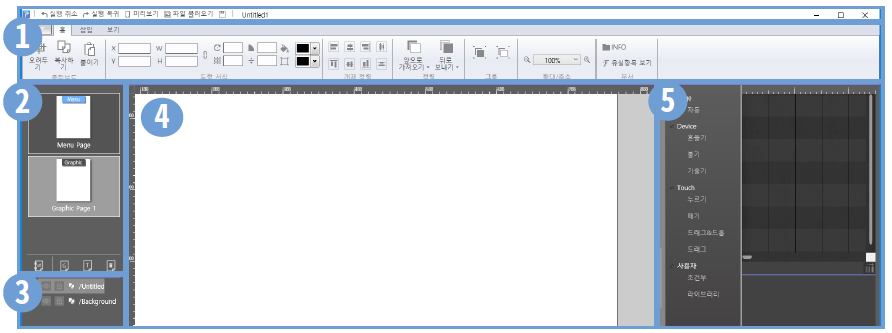 실행 취소 실행 복귀 미리보기 파일 불러오기 Untitled1
1
홈 삽입 보기
오려두기 복사하기 붙이기
X W
Y H
앞으로 가져오기 뒤로 보내기
100%
INFO
유실항목 보기
클립보드 도형 서식 개체 정렬 정렬 그룹 확대/축소 문서
2
Menu
Menu Page
Graphic
Graphic Page 1
3
/Untitled
/Background
4
5
자동
Device
흔들기
불기
기울기
Touch
누르기
떼기
드래그&드롭
드래그
사용자
조건부
라이브러리